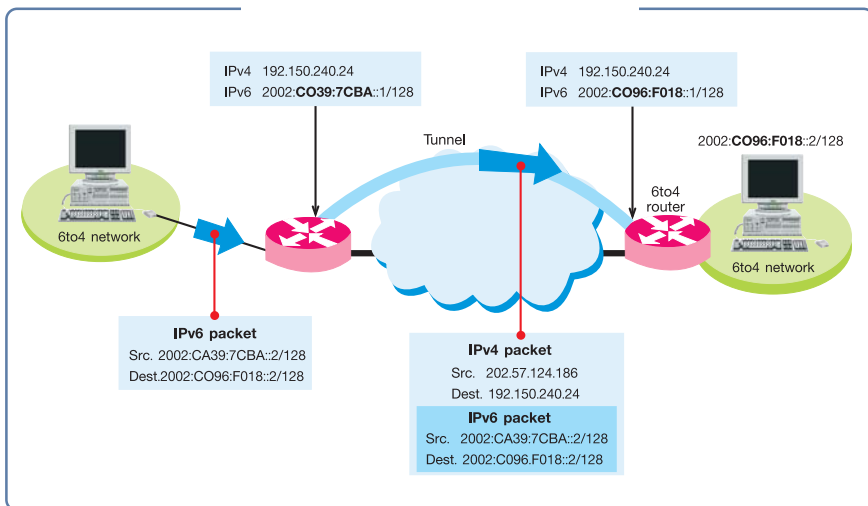 IPv4 192.150.240.24
IPv6 2002:CO39:7CBA::1/128
IPv4 192.150.240.24
IPv6 2002:CO96:F018::1/128
Tunnel
2002:CO96:F018::2/128
6to4
router
6to4 network
6to4 network
IPv6 packet
Src. 2002:CA39:7CBA::2/128
Dest.2002:CO96:F018::2/128
IPv4 packet
Src. 202.57.124.186
Dest. 192.150.240.24
IPv6 packet
Src. 2002:CA39:7CBA::2/128
Dest. 2002:C096.F018::2/128